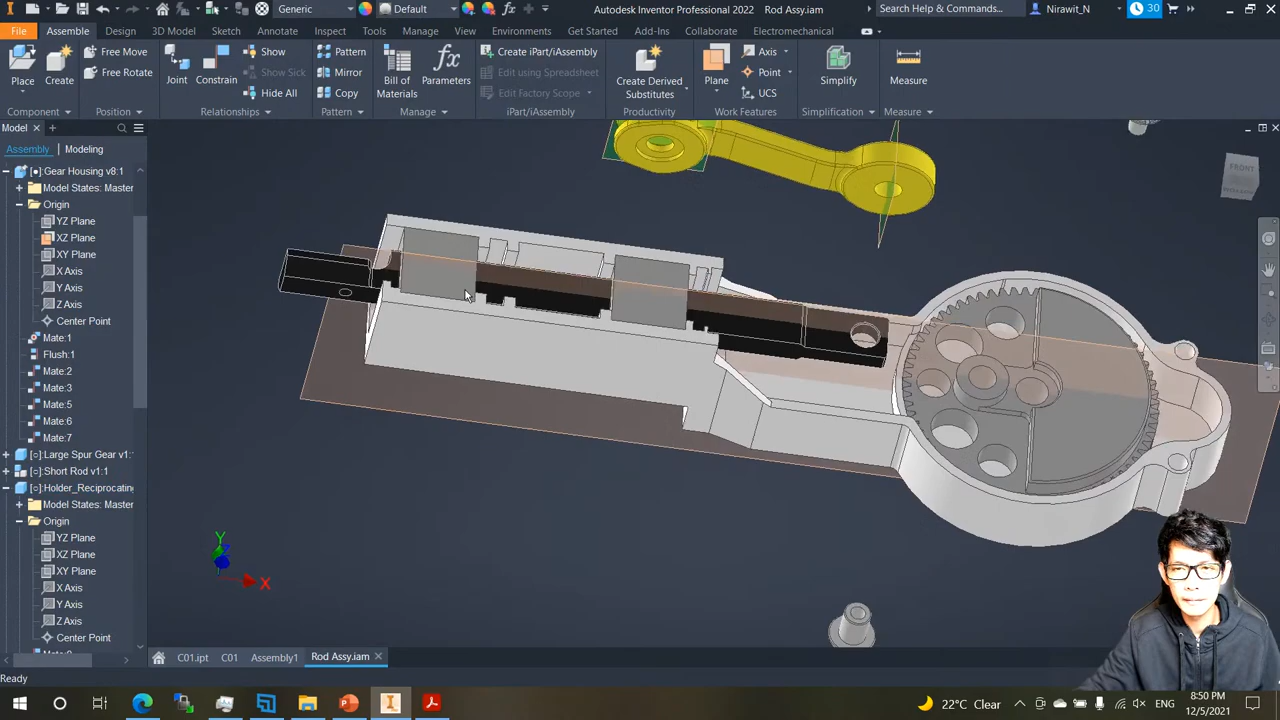 Generic
Default
fx
Autodesk Inventor Professional 2022 Rod Assy.iam
Search & Commands...
Nirawit_N
30
File
Assemble
Design
3D Model
Sketch
Annotate
Inspect
Tools
Manage
View
Environments
Get Started
Add-Ins
Collaborate
Electromechanical
Place
Create
Free Move
Free Rotate
Joint
Constrain
Show
Show Sick
Hide All
Pattern
Mirror
Copy
Bill of Materials
fx
Parameters
Create iPart/iAssembly
Edit using Spreadsheet
Edit Factory Scope
Create Derived Substitutes
Plane
Axis
Point
UCS
Simplify
Measure
Component
Position
Relationships
Pattern
Manage
iPart/iAssembly
Productivity
Work Features
Simplification
Measure
Model
Assembly
Modeling
[●]:Gear Housing v8:1
Model States: Master
Origin
YZ Plane
XZ Plane
XY Plane
X Axis
Y Axis
Z Axis
Center Point
Mate:1
Flush:1
Mate:2
Mate:3
Mate:5
Mate:6
Mate:7
[○]:Large Spur Gear v1:
[○]:Short Rod v1:1
[○]:Holder_Reciprocating
Model States: Master
Origin
YZ Plane
XZ Plane
XY Plane
X Axis
Y Axis
Z Axis
Center Point
FRONT
Y
X
C01.ipt
C01
Assembly1
Rod Assy.iam
Ready
22°C Clear
8:50 PM
12/5/2021